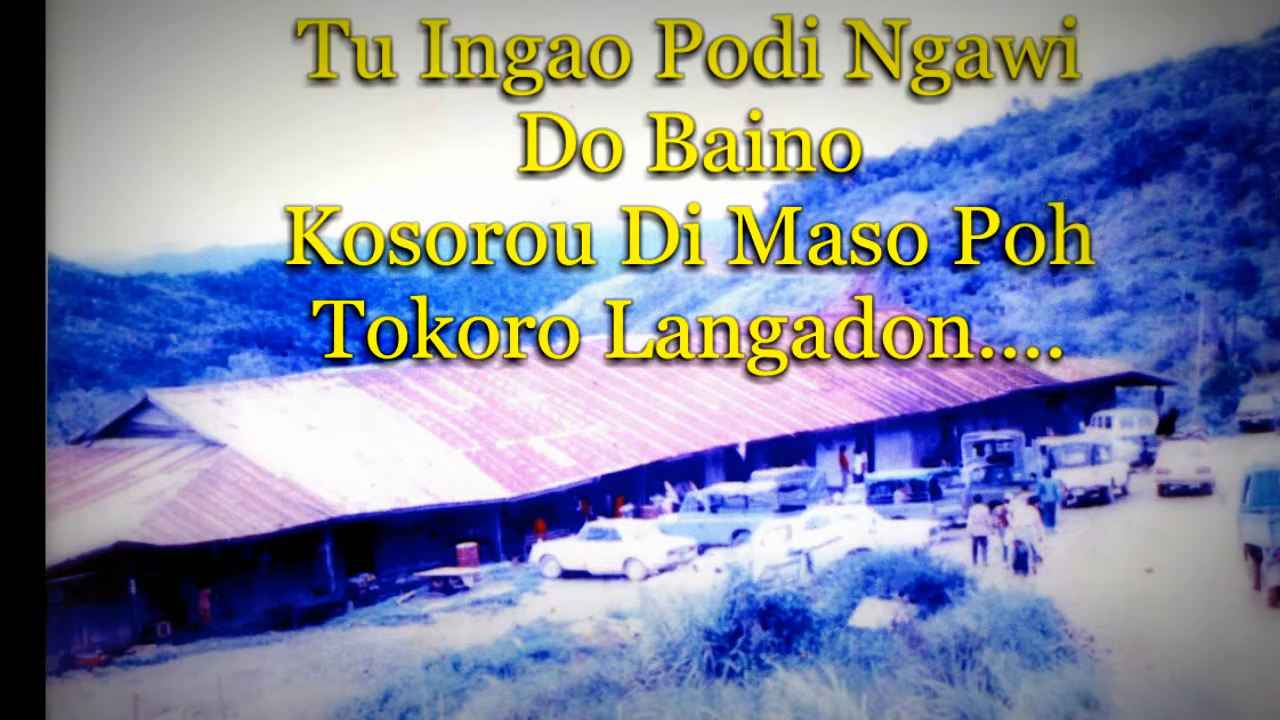 Tu Ingao Podi Ngawi
Do Baino
Kosorou Di Maso Poh
Tokoro Langadon....